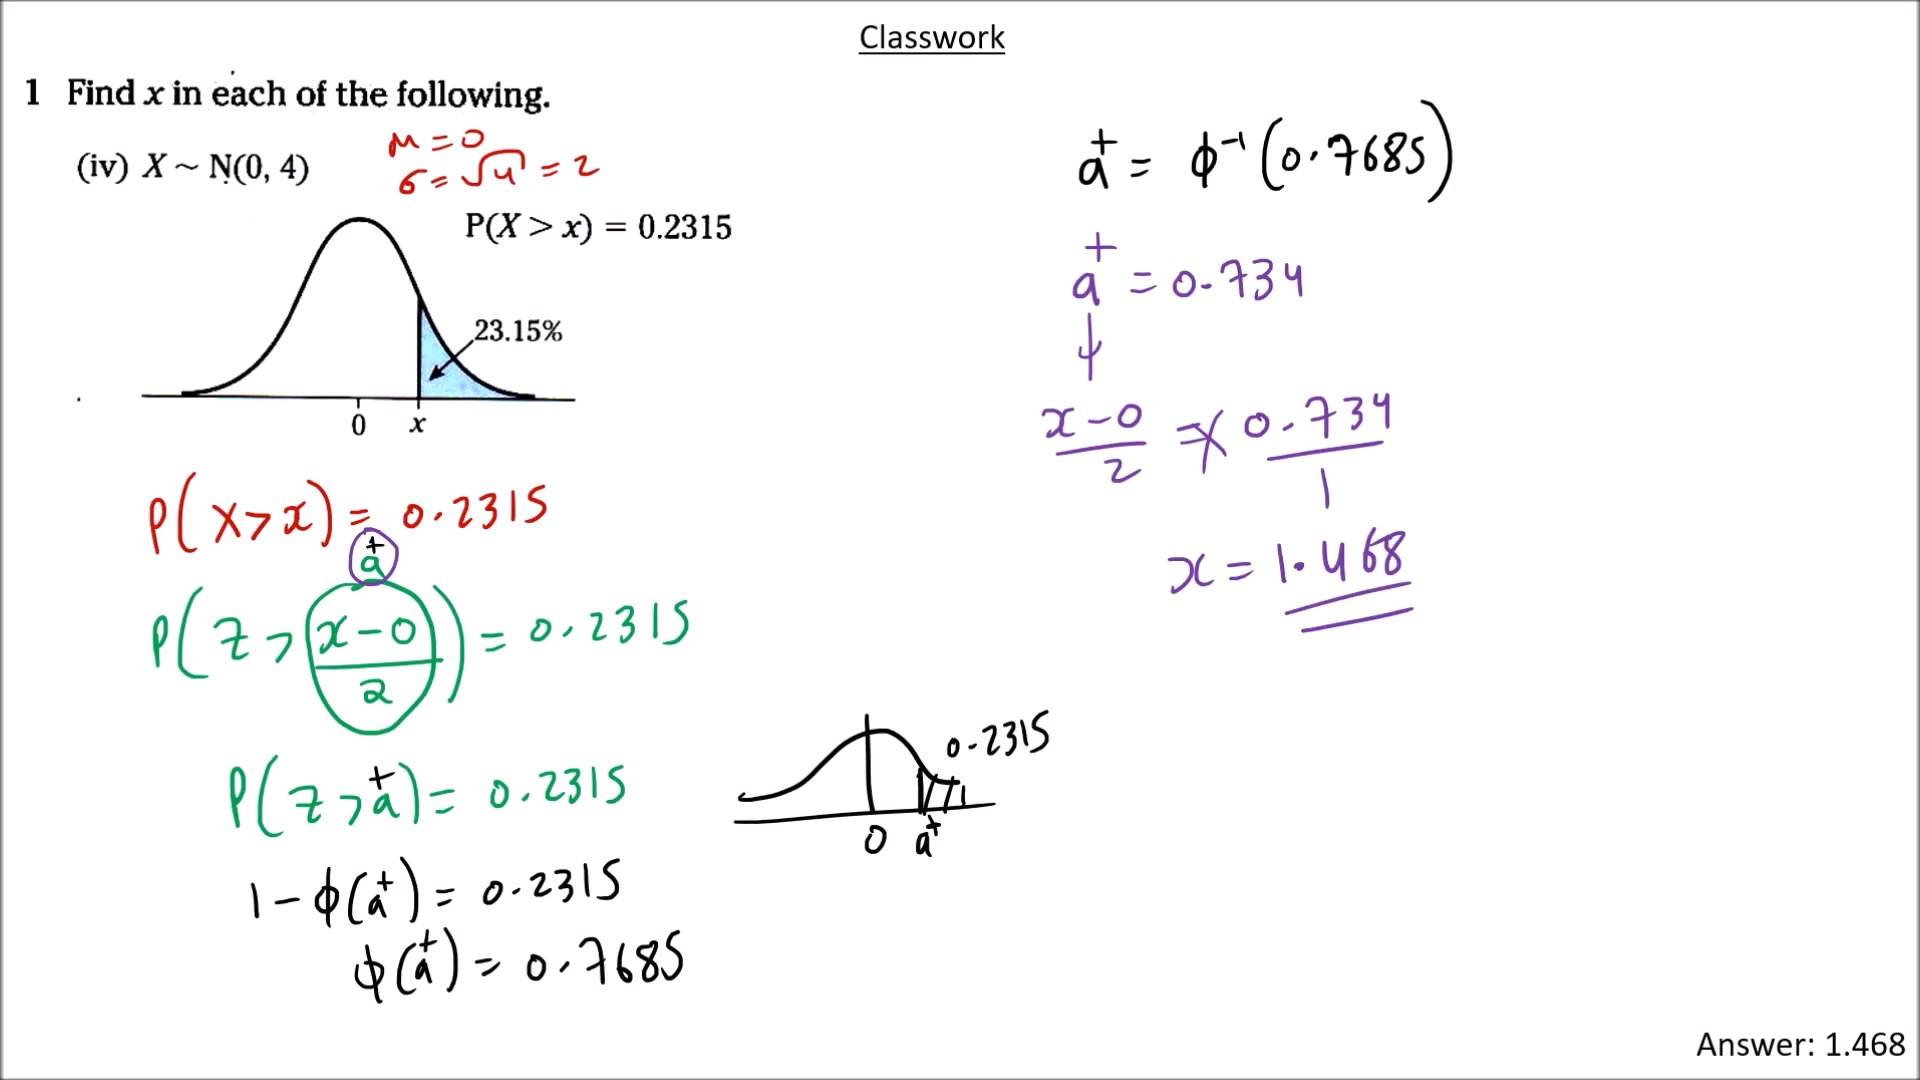 Classwork
1 Find x in each of the following.
(iv) X ~ N(0, 4)
μ = 0
σ = √4 = 2
P(X > x) = 0.2315
23.15%
0 x
P(X > x) = 0.2315
a⁺
P(Z > (x-0)/2) = 0.2315
P(Z > a⁺) = 0.2315
1 - ϕ(a⁺) = 0.2315
ϕ(a⁺) = 0.7685
0.2315
0 a⁺
a⁺ = ϕ⁻¹(0.7685)
a⁺ = 0.734
(x-0)/2 = 0.734/1
x = 1.468
Answer: 1.468